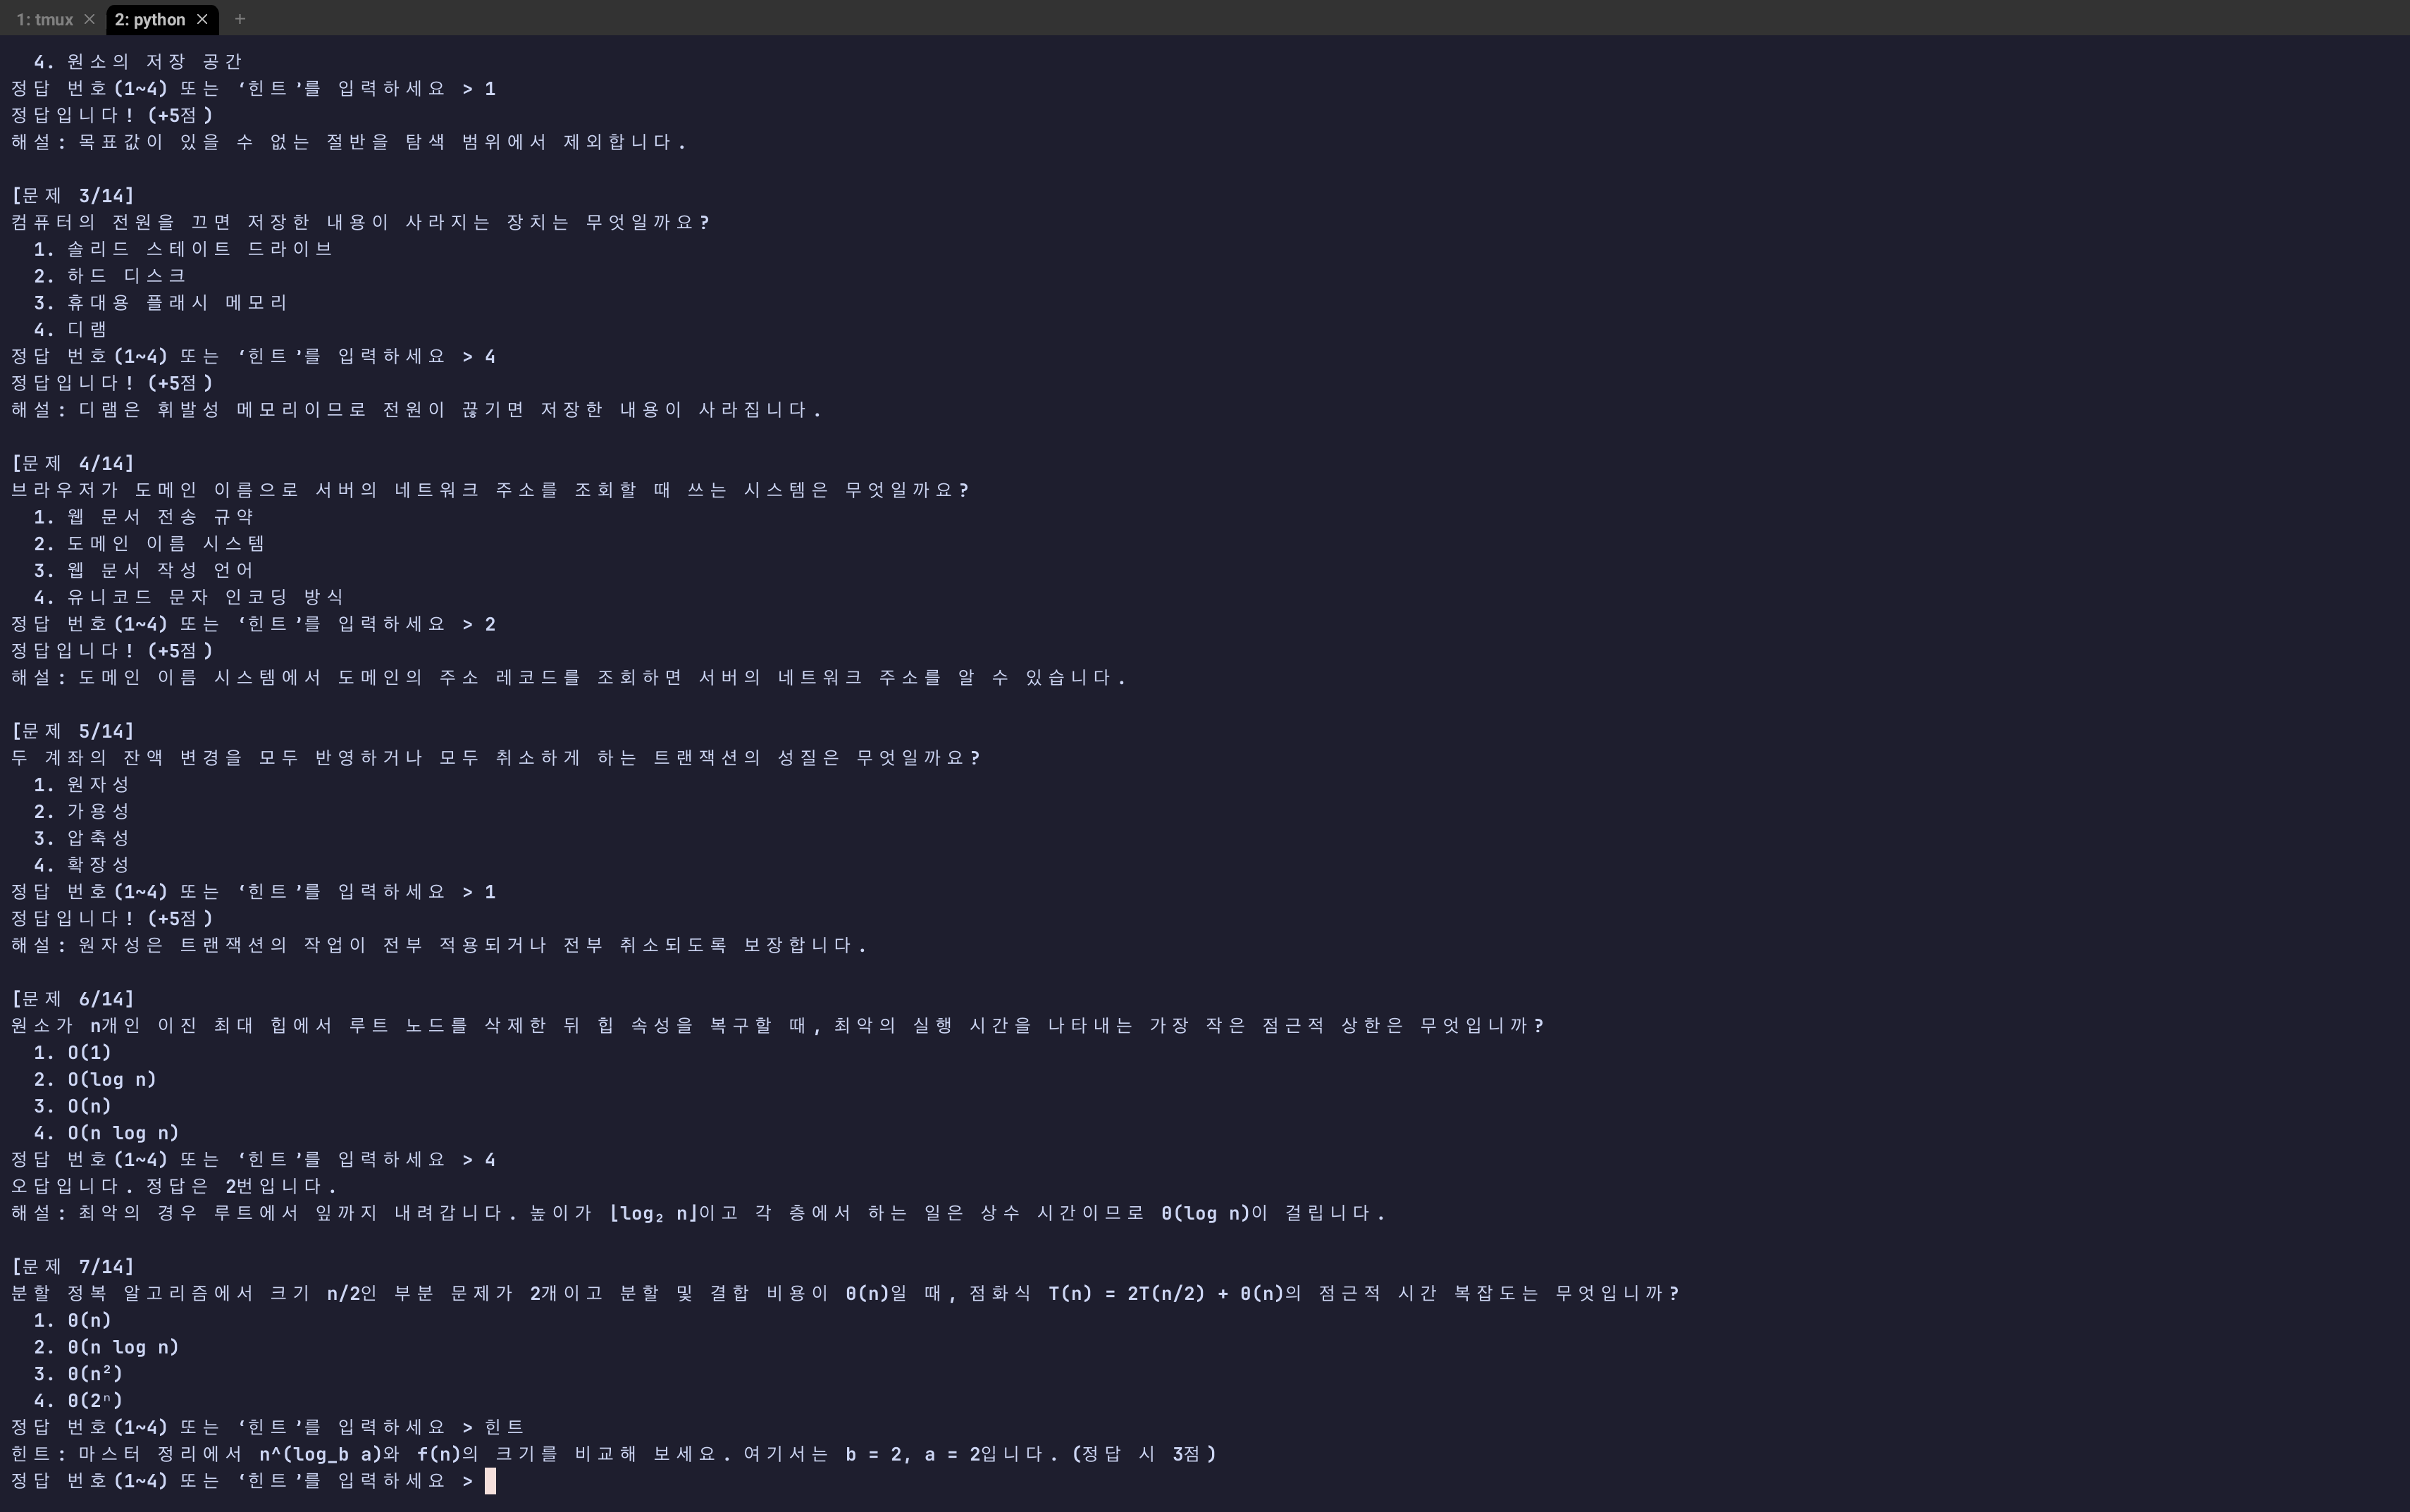 1: tmux × 2: python × +
4. 원소의 저장 공간
정답 번호(1~4) 또는 ‘힌트’를 입력하세요 > 1
정답입니다! (+5점)
해설: 목표값이 있을 수 없는 절반을 탐색 범위에서 제외합니다.
[문제 3/14]
컴퓨터의 전원을 끄면 저장한 내용이 사라지는 장치는 무엇일까요?
1. 솔리드 스테이트 드라이브
2. 하드 디스크
3. 휴대용 플래시 메모리
4. 디램
정답 번호(1~4) 또는 ‘힌트’를 입력하세요 > 4
정답입니다! (+5점)
해설: 디램은 휘발성 메모리이므로 전원이 끊기면 저장한 내용이 사라집니다.
[문제 4/14]
브라우저가 도메인 이름으로 서버의 네트워크 주소를 조회할 때 쓰는 시스템은 무엇일까요?
1. 웹 문서 전송 규약
2. 도메인 이름 시스템
3. 웹 문서 작성 언어
4. 유니코드 문자 인코딩 방식
정답 번호(1~4) 또는 ‘힌트’를 입력하세요 > 2
정답입니다! (+5점)
해설: 도메인 이름 시스템에서 도메인의 주소 레코드를 조회하면 서버의 네트워크 주소를 알 수 있습니다.
[문제 5/14]
두 계좌의 잔액 변경을 모두 반영하거나 모두 취소하게 하는 트랜잭션의 성질은 무엇일까요?
1. 원자성
2. 가용성
3. 압축성
4. 확장성
정답 번호(1~4) 또는 ‘힌트’를 입력하세요 > 1
정답입니다! (+5점)
해설: 원자성은 트랜잭션의 작업이 전부 적용되거나 전부 취소되도록 보장합니다.
[문제 6/14]
원소가 n개인 이진 최대 힙에서 루트 노드를 삭제한 뒤 힙 속성을 복구할 때, 최악의 실행 시간을 나타내는 가장 작은 점근적 상한은 무엇입니까?
1. O(1)
2. O(log n)
3. O(n)
4. O(n log n)
정답 번호(1~4) 또는 ‘힌트’를 입력하세요 > 4
오답입니다. 정답은 2번입니다.
해설: 최악의 경우 루트에서 잎까지 내려갑니다. 높이가 ⌊log₂ n⌋이고 각 층에서 하는 일은 상수 시간이므로 Θ(log n)이 걸립니다.
[문제 7/14]
분할 정복 알고리즘에서 크기 n/2인 부분 문제가 2개이고 분할 및 결합 비용이 Θ(n)일 때, 점화식 T(n) = 2T(n/2) + Θ(n)의 점근적 시간 복잡도는 무엇입니까?
1. Θ(n)
2. Θ(n log n)
3. Θ(n²)
4. Θ(2ⁿ)
정답 번호(1~4) 또는 ‘힌트’를 입력하세요 > 힌트
힌트: 마스터 정리에서 n^(log_b a)와 f(n)의 크기를 비교해 보세요. 여기서는 b = 2, a = 2입니다. (정답 시 3점)
정답 번호(1~4) 또는 ‘힌트’를 입력하세요 >